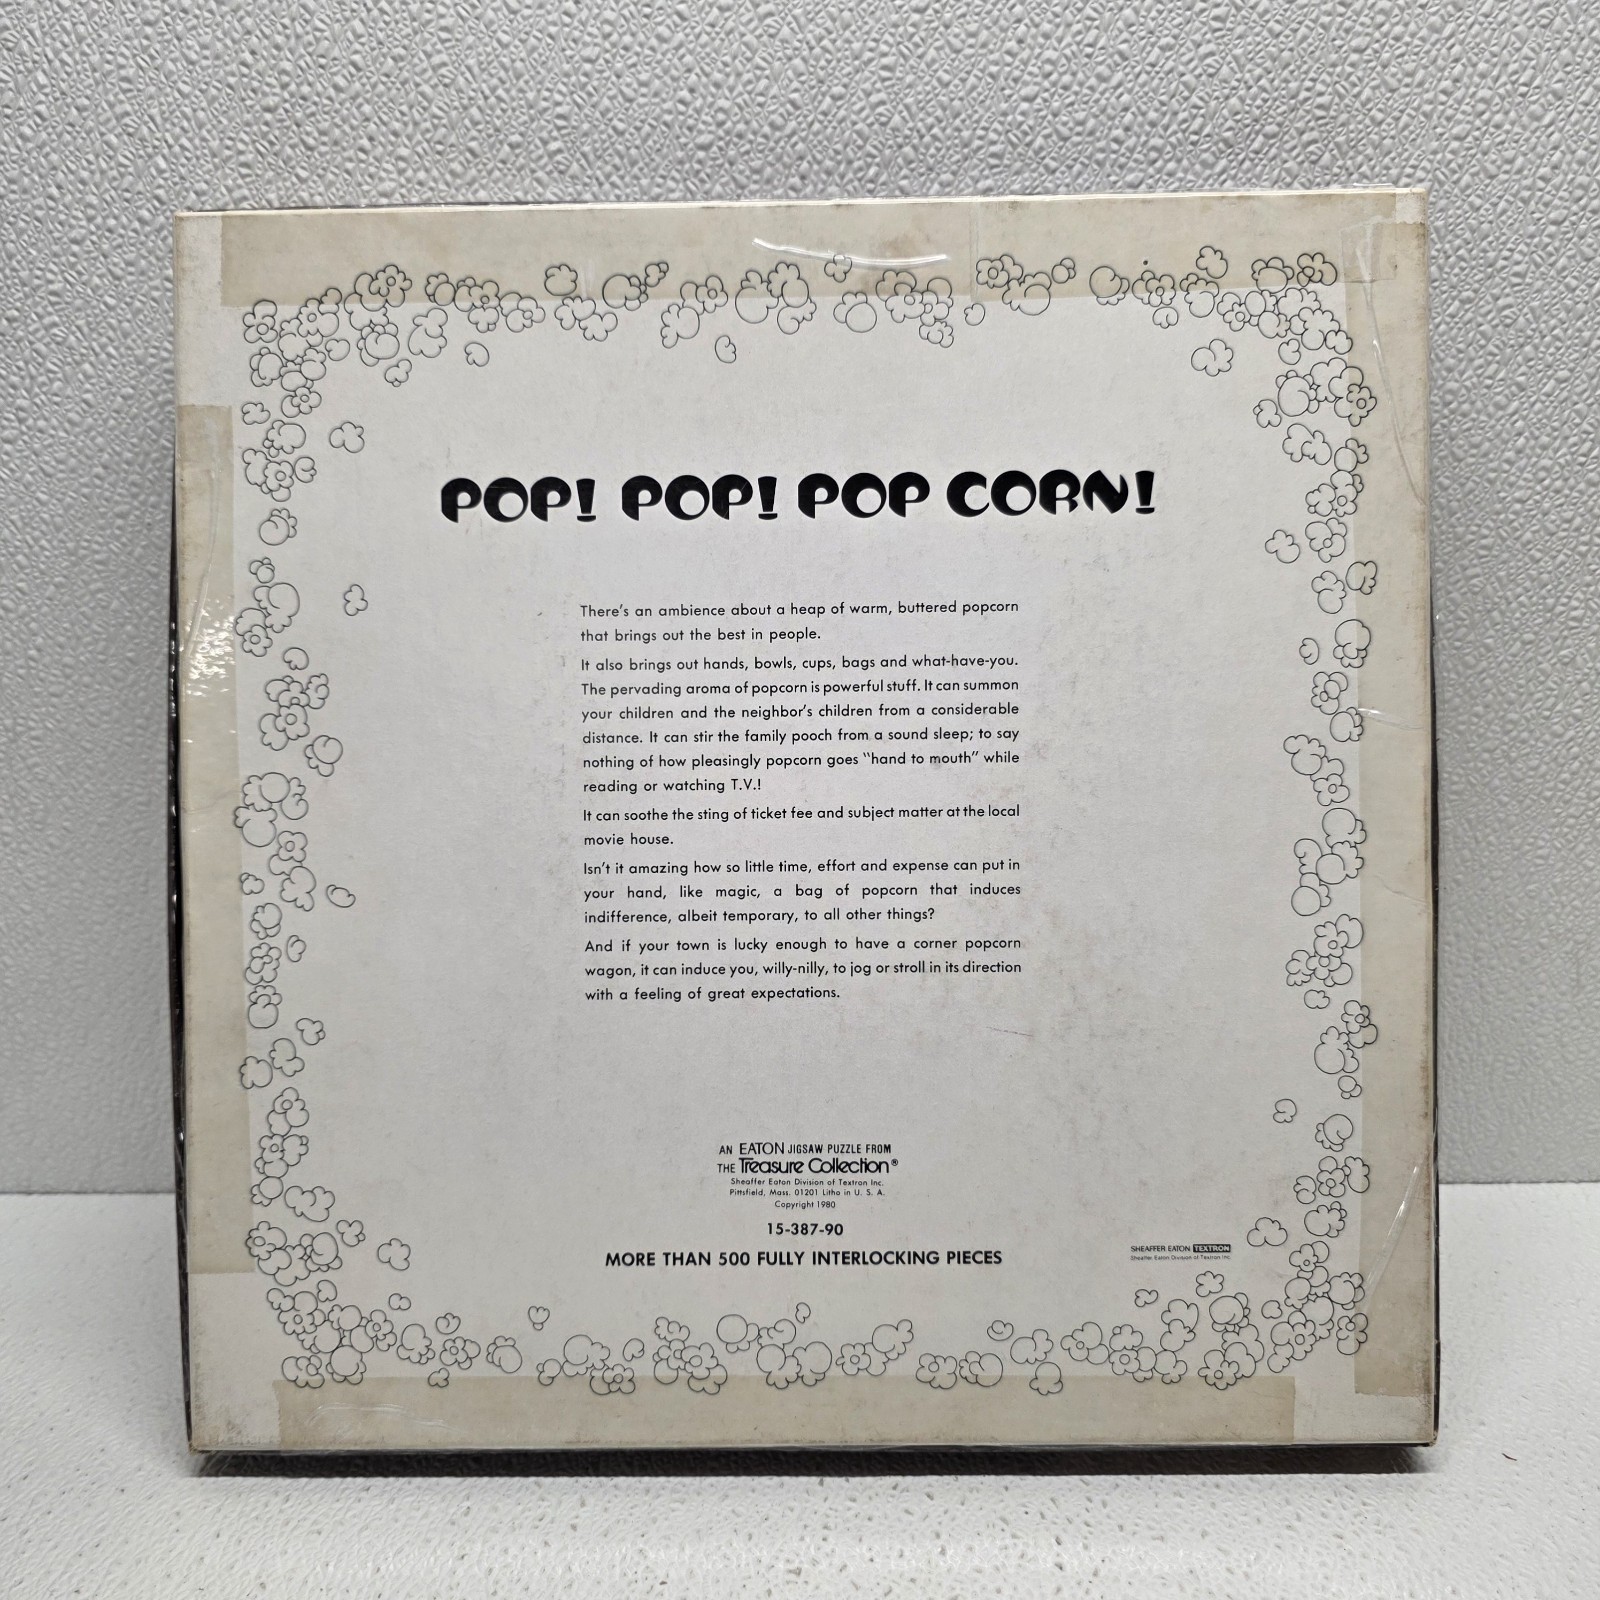 POP! POP! POP CORN!
There's an ambience about a heap of warm, buttered popcorn
that brings out the best in people.
It also brings out hands, bowls, cups, bags and what-have-you.
The pervading aroma of popcorn is powerful stuff. It can summon
your children and the neighbor's children from a considerable
distance. It can stir the family pooch from a sound sleep; to say
nothing of how pleasingly popcorn goes "hand to mouth" while
reading or watching T.V.!
It can soothe the sting of ticket fee and subject matter at the local
movie house.
Isn't it amazing how so little time, effort and expense can put in
your hand, like magic, a bag of popcorn that induces
indifference, albeit temporary, to all other things?
And if your town is lucky enough to have a corner popcorn
wagon, it can induce you, willy-nilly, to jog or stroll in its direction
with a feeling of great expectations.
AN EATON JIGSAW PUZZLE FROM
THE Treasure Collection®
Sheaffer Eaton Division of Textron Inc.
Pittsfield, Mass. 01201 Litho in U. S. A.
Copyright 1980
15-387-90
MORE THAN 500 FULLY INTERLOCKING PIECES
SHEAFFER EATON TEXTRON
Sheaffer Eaton Division of Textron Inc.